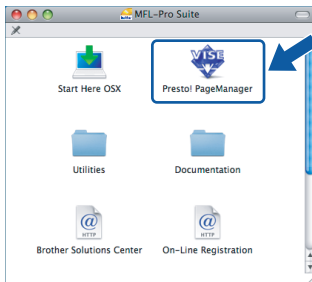 MFL-Pro Suite
VISE
Start Here OSX
Presto! PageManager
Utilities
Documentation
@
HTTP
@
HTTP
Brother Solutions Center
On-Line Registration